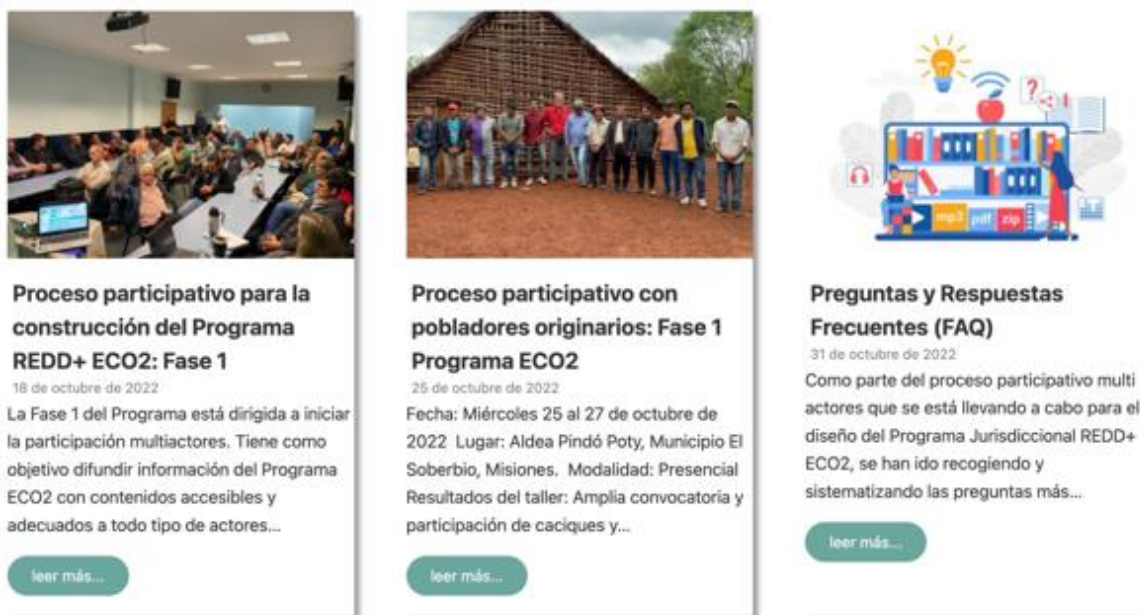 Proceso participativo para la
construcción del Programa
REDD+ ECO2: Fase 1
18 de octubre de 2022
La Fase 1 del Programa está dirigida a iniciar
la participación multiactores. Tiene como
objetivo difundir información del Programa
ECO2 con contenidos accesibles y
adecuados a todo tipo de actores...
leer más...
Proceso participativo con
pobladores originarios: Fase 1
Programa ECO2
25 de octubre de 2022
Fecha: Miércoles 25 al 27 de octubre de
2022 Lugar: Aldea Pindó Poty, Municipio El
Soberbio, Misiones. Modalidad: Presencial
Resultados del taller: Amplia convocatoria y
participación de caciques y...
leer más...
?
mp3 pdf zip
Preguntas y Respuestas
Frecuentes (FAQ)
31 de octubre de 2022
Como parte del proceso participativo multi
actores que se está llevando a cabo para el
diseño del Programa Jurisdiccional REDD+
ECO2, se han ido recogiendo y
sistematizando las preguntas más...
leer más...